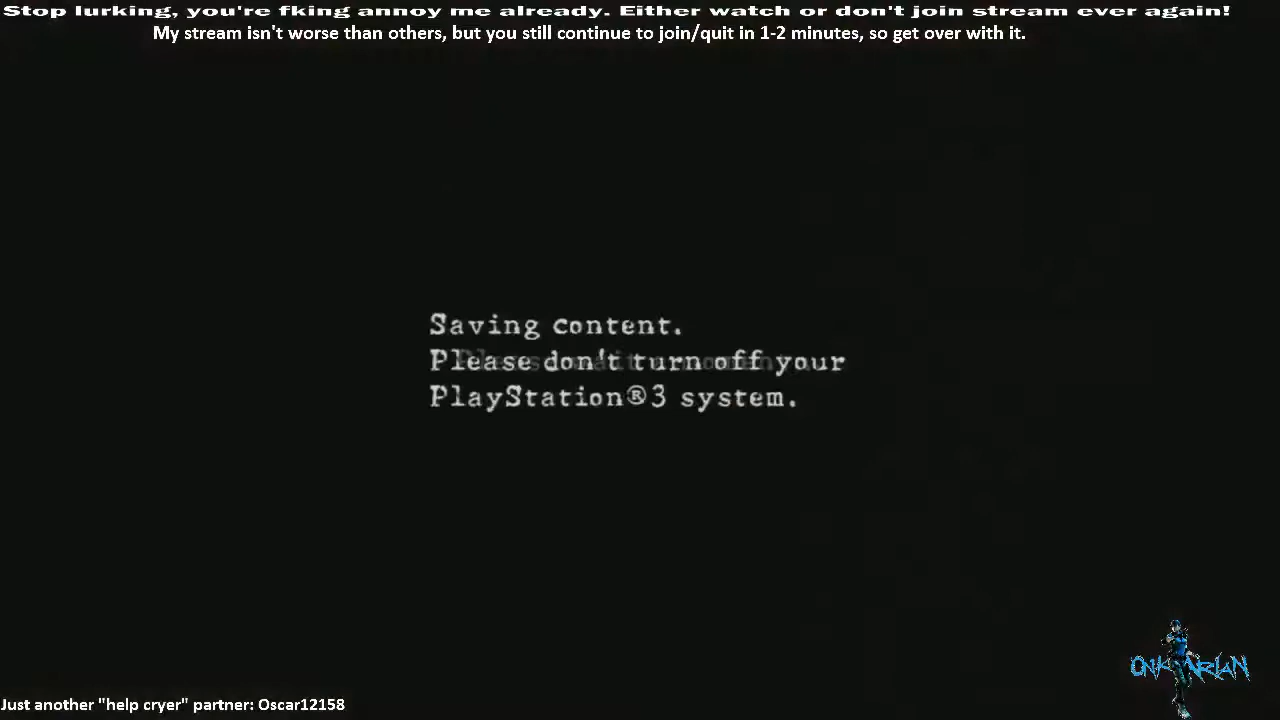 Stop lurking, you're fking annoy me already. Either watch or don't join stream ever again!
My stream isn't worse than others, but you still continue to join/quit in 1-2 minutes, so get over with it.
Saving content.
Please don't turn off your
PlayStation®3 system.
Just another "help cryer" partner: Oscar12158